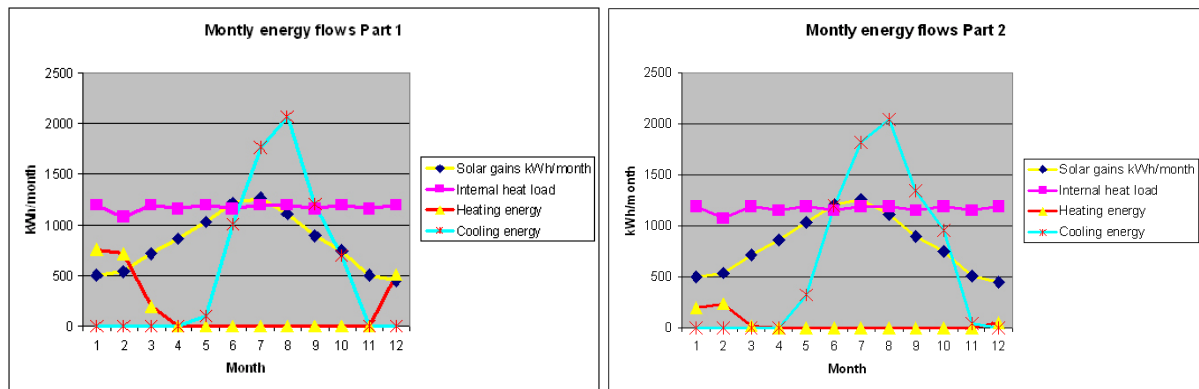 Montly energy flows Part 1
2500
2000
1500
1000
500
0
kWh/month
1 2 3 4 5 6 7 8 9 10 11 12
Month
Solar gains kWh/month
Internal heat load
Heating energy
Cooling energy
Montly energy flows Part 2
2500
2000
1500
1000
500
0
kWh/month
1 2 3 4 5 6 7 8 9 10 11 12
Month
Solar gains kWh/month
Internal heat load
Heating energy
Cooling energy